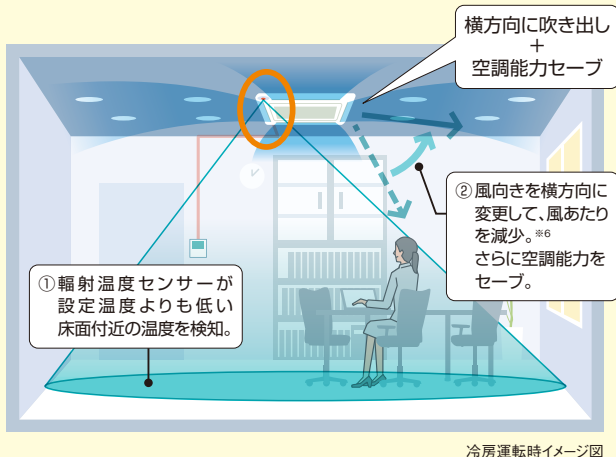 横方向に吹き出し
+
空調能力セーブ
②風向きを横方向に
変更して、風あたり
を減少。※6
さらに空調能力を
セーブ。
①輻射温度センサーが
設定温度よりも低い
床面付近の温度を検知。
冷房運転時イメージ図